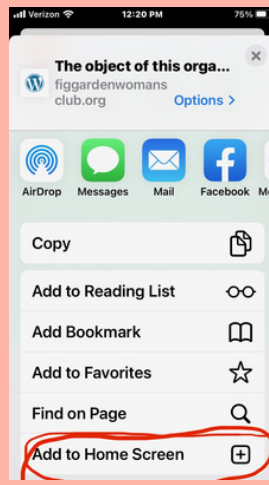 Verizon 12:20 PM 75%
The object of this orga...
figgardenwomans
club.org Options >
AirDrop Messages Mail Facebook
Copy
Add to Reading List
Add Bookmark
Add to Favorites
Find on Page
Add to Home Screen